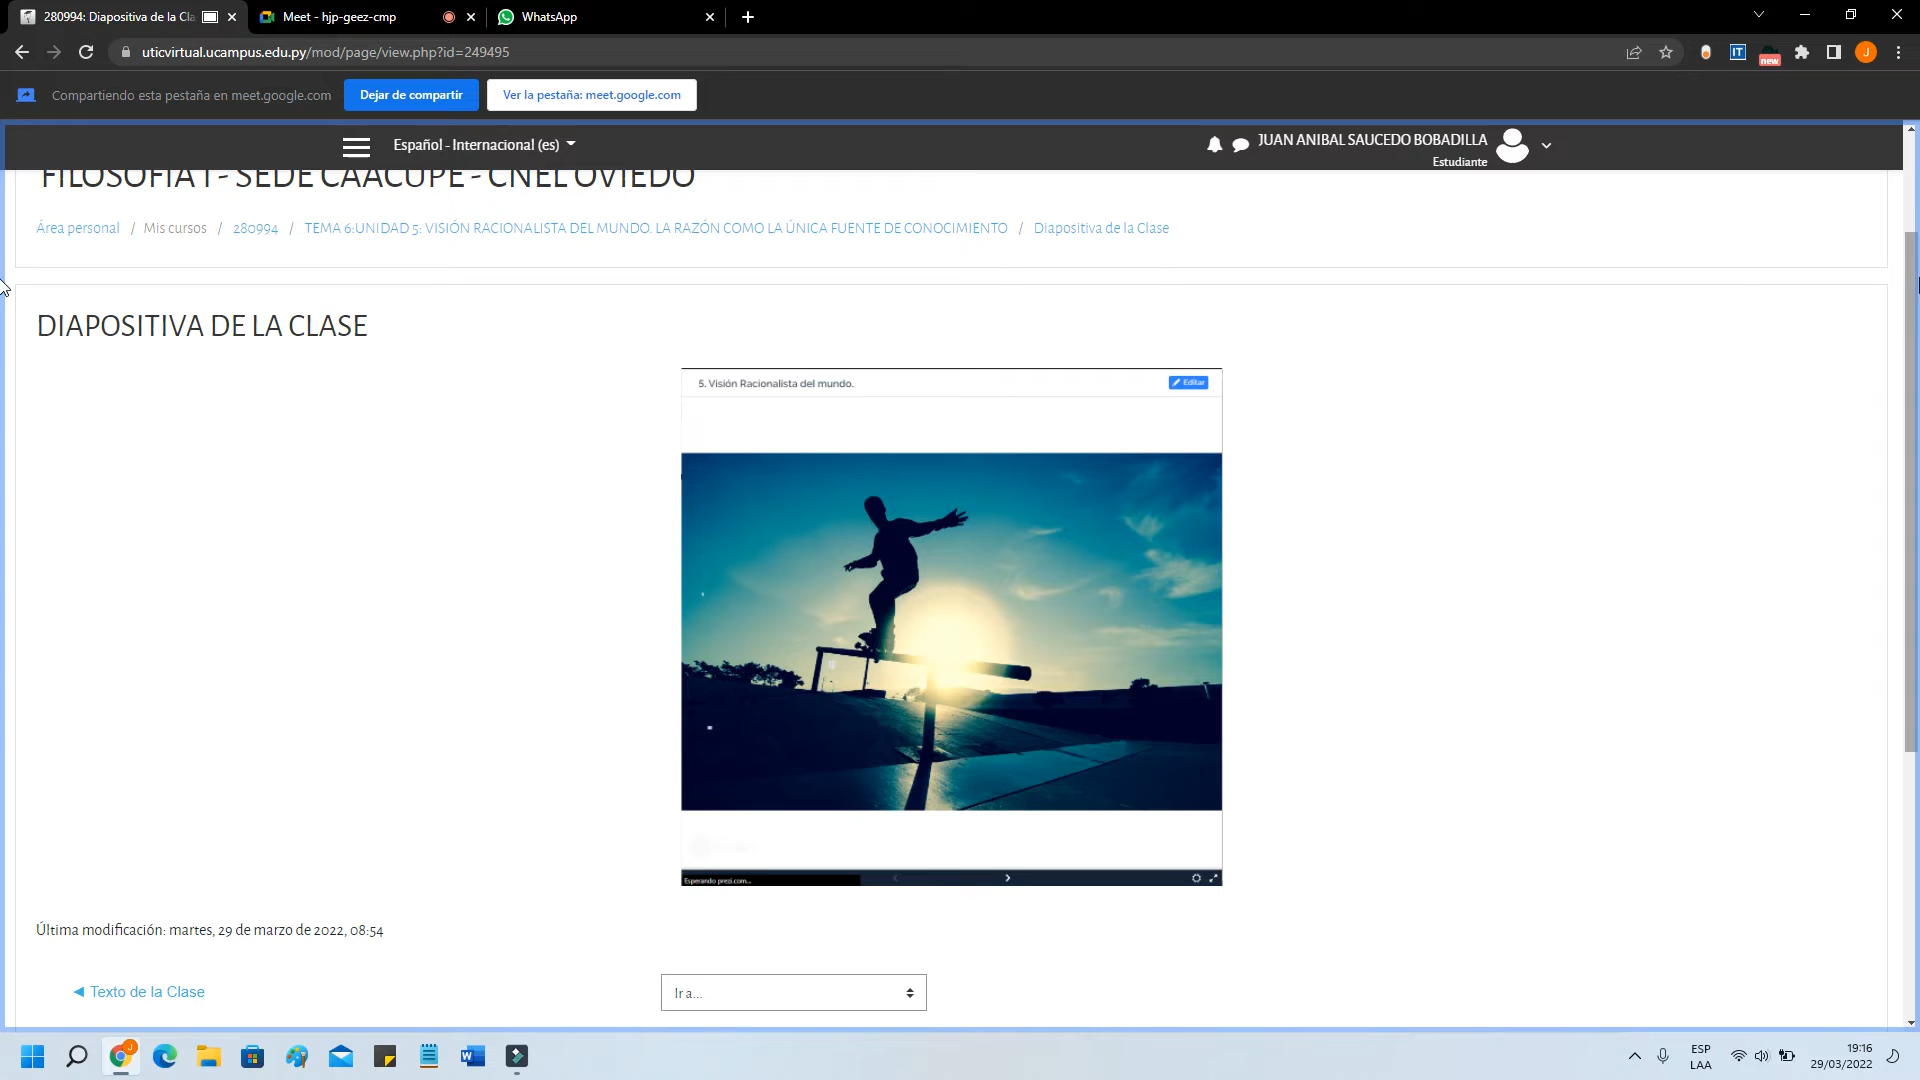 280994: Diapositiva de la Cla
Meet - hjp-geez-cmp
WhatsApp
uticvirtual.ucampus.edu.py/mod/page/view.php?id=249495
IT
new
J
Compartiendo esta pestaña en meet.google.com
Dejar de compartir
Ver la pestaña: meet.google.com
Español - Internacional (es)
JUAN ANIBAL SAUCEDO BOBADILLA
Estudiante
FILOSOFÍA I - SEDE CAACUPE - CNEL OVIEDO
Área personal / Mis cursos / 280994 / TEMA 6:UNIDAD 5: VISIÓN RACIONALISTA DEL MUNDO. LA RAZÓN COMO LA ÚNICA FUENTE DE CONOCIMIENTO / Diapositiva de la Clase
DIAPOSITIVA DE LA CLASE
5. Visión Racionalista del mundo.
Editar
Esperando prezi.com...
Última modificación: martes, 29 de marzo de 2022, 08:54
◄ Texto de la Clase
Ir a...
J
W
ESP
LAA
19:16
29/03/2022